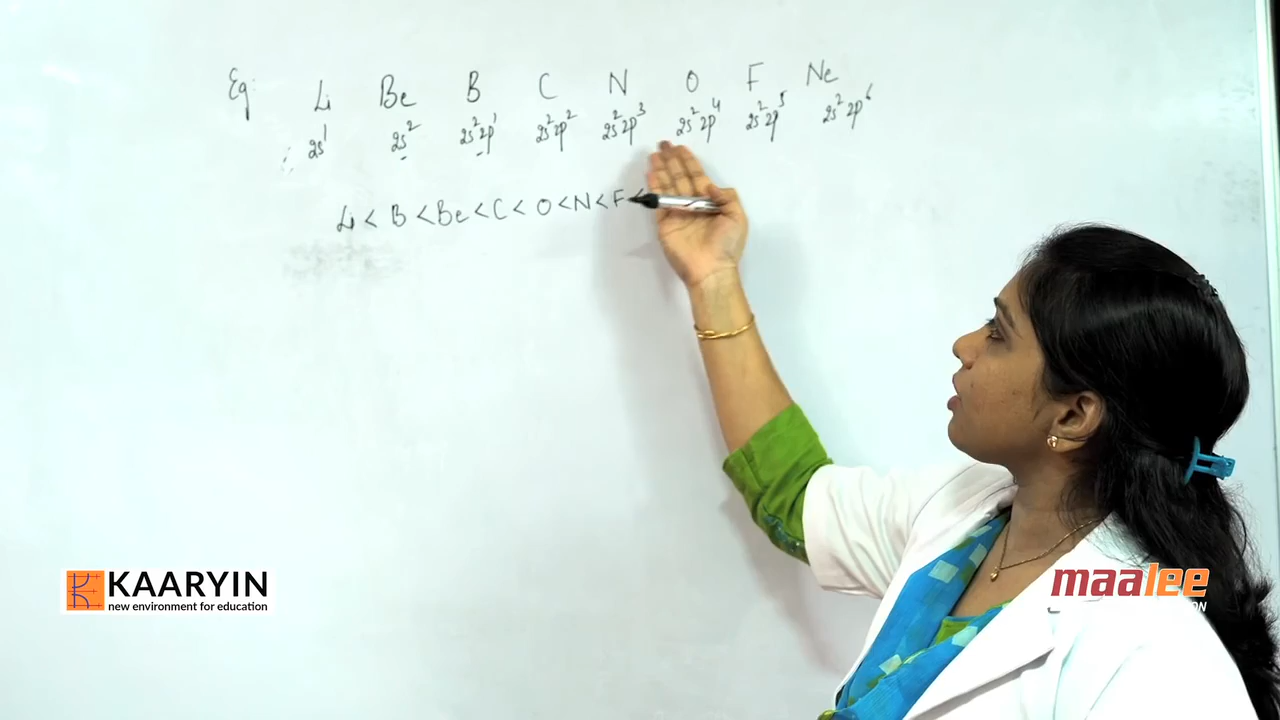 Eg: Li Be B C N O F Ne
2s¹ 2s² 2s²2p¹ 2s²2p² 2s²2p³ 2s²2p⁴ 2s²2p⁵ 2s²2p⁶
Li < B < Be < C < O < N < F <
KAARYIN
new environment for education
maalee